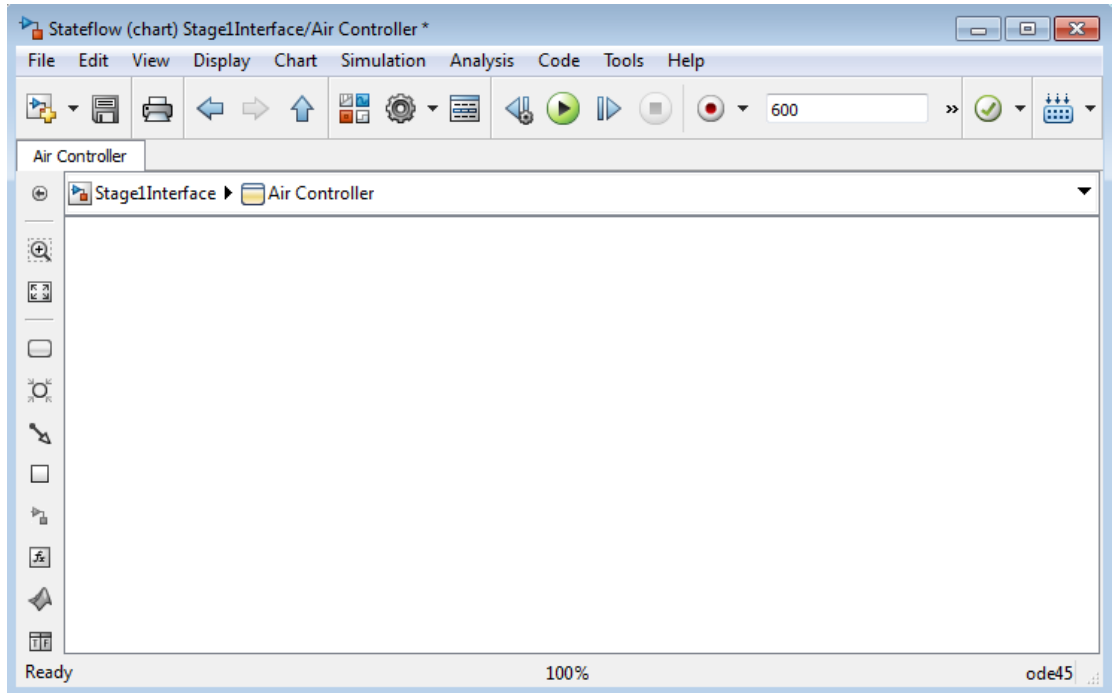 Stateflow (chart) Stage1Interface/Air Controller *
File Edit View Display Chart Simulation Analysis Code Tools Help
600 »
Air Controller
Stage1Interface Air Controller
fx
T F
Ready 100% ode45